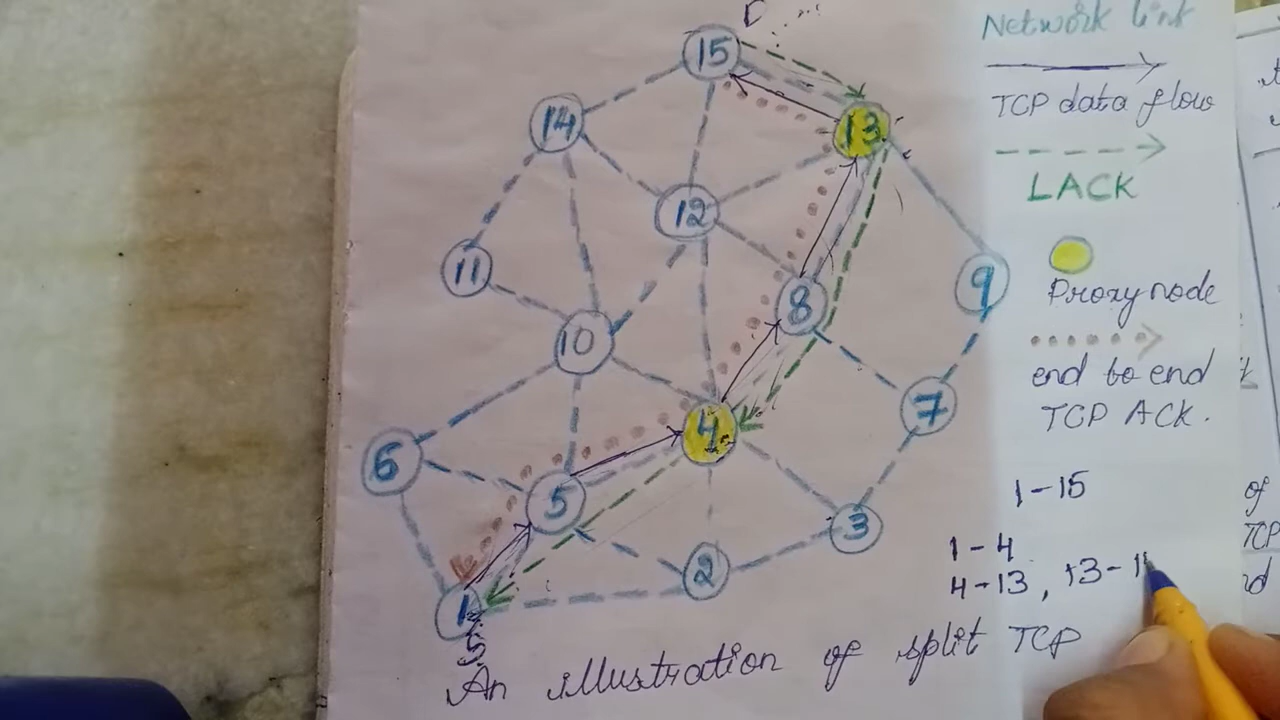 15
13
14
12
11
8
9
10
4
7
6
5
3
2
1
S
An illustration of split TCP
Network link
TCP data flow
LACK
Proxy node
end to end
TCP ACK.
1-15
1-4
4-13, 13-1
of
TCP